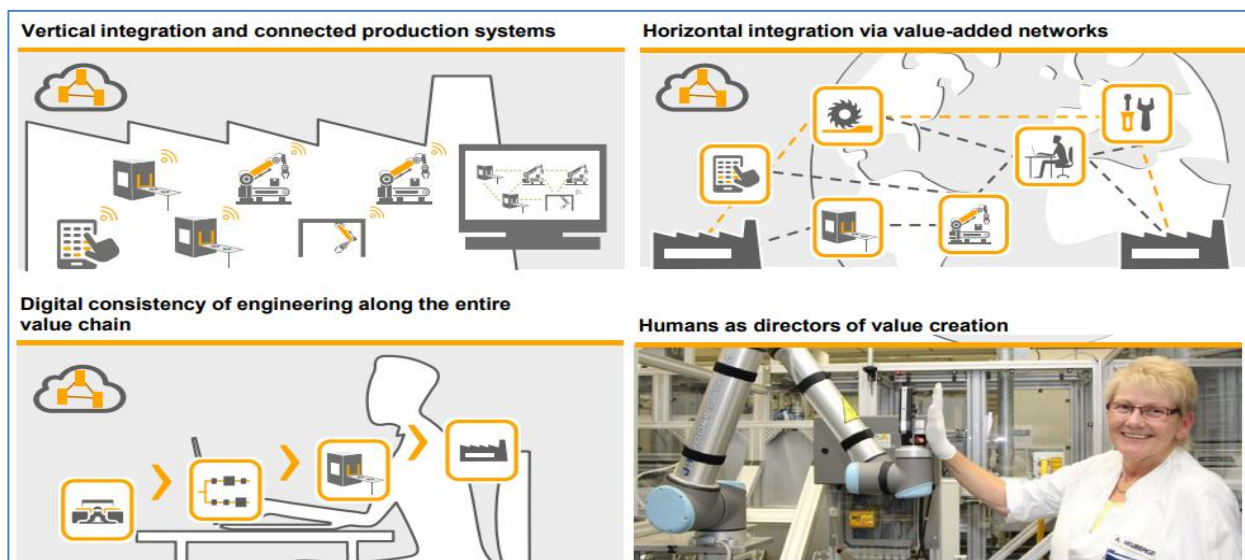 Vertical integration and connected production systems
Horizontal integration via value-added networks
Digital consistency of engineering along the entire
value chain
Humans as directors of value creation
A. HEUBERGE